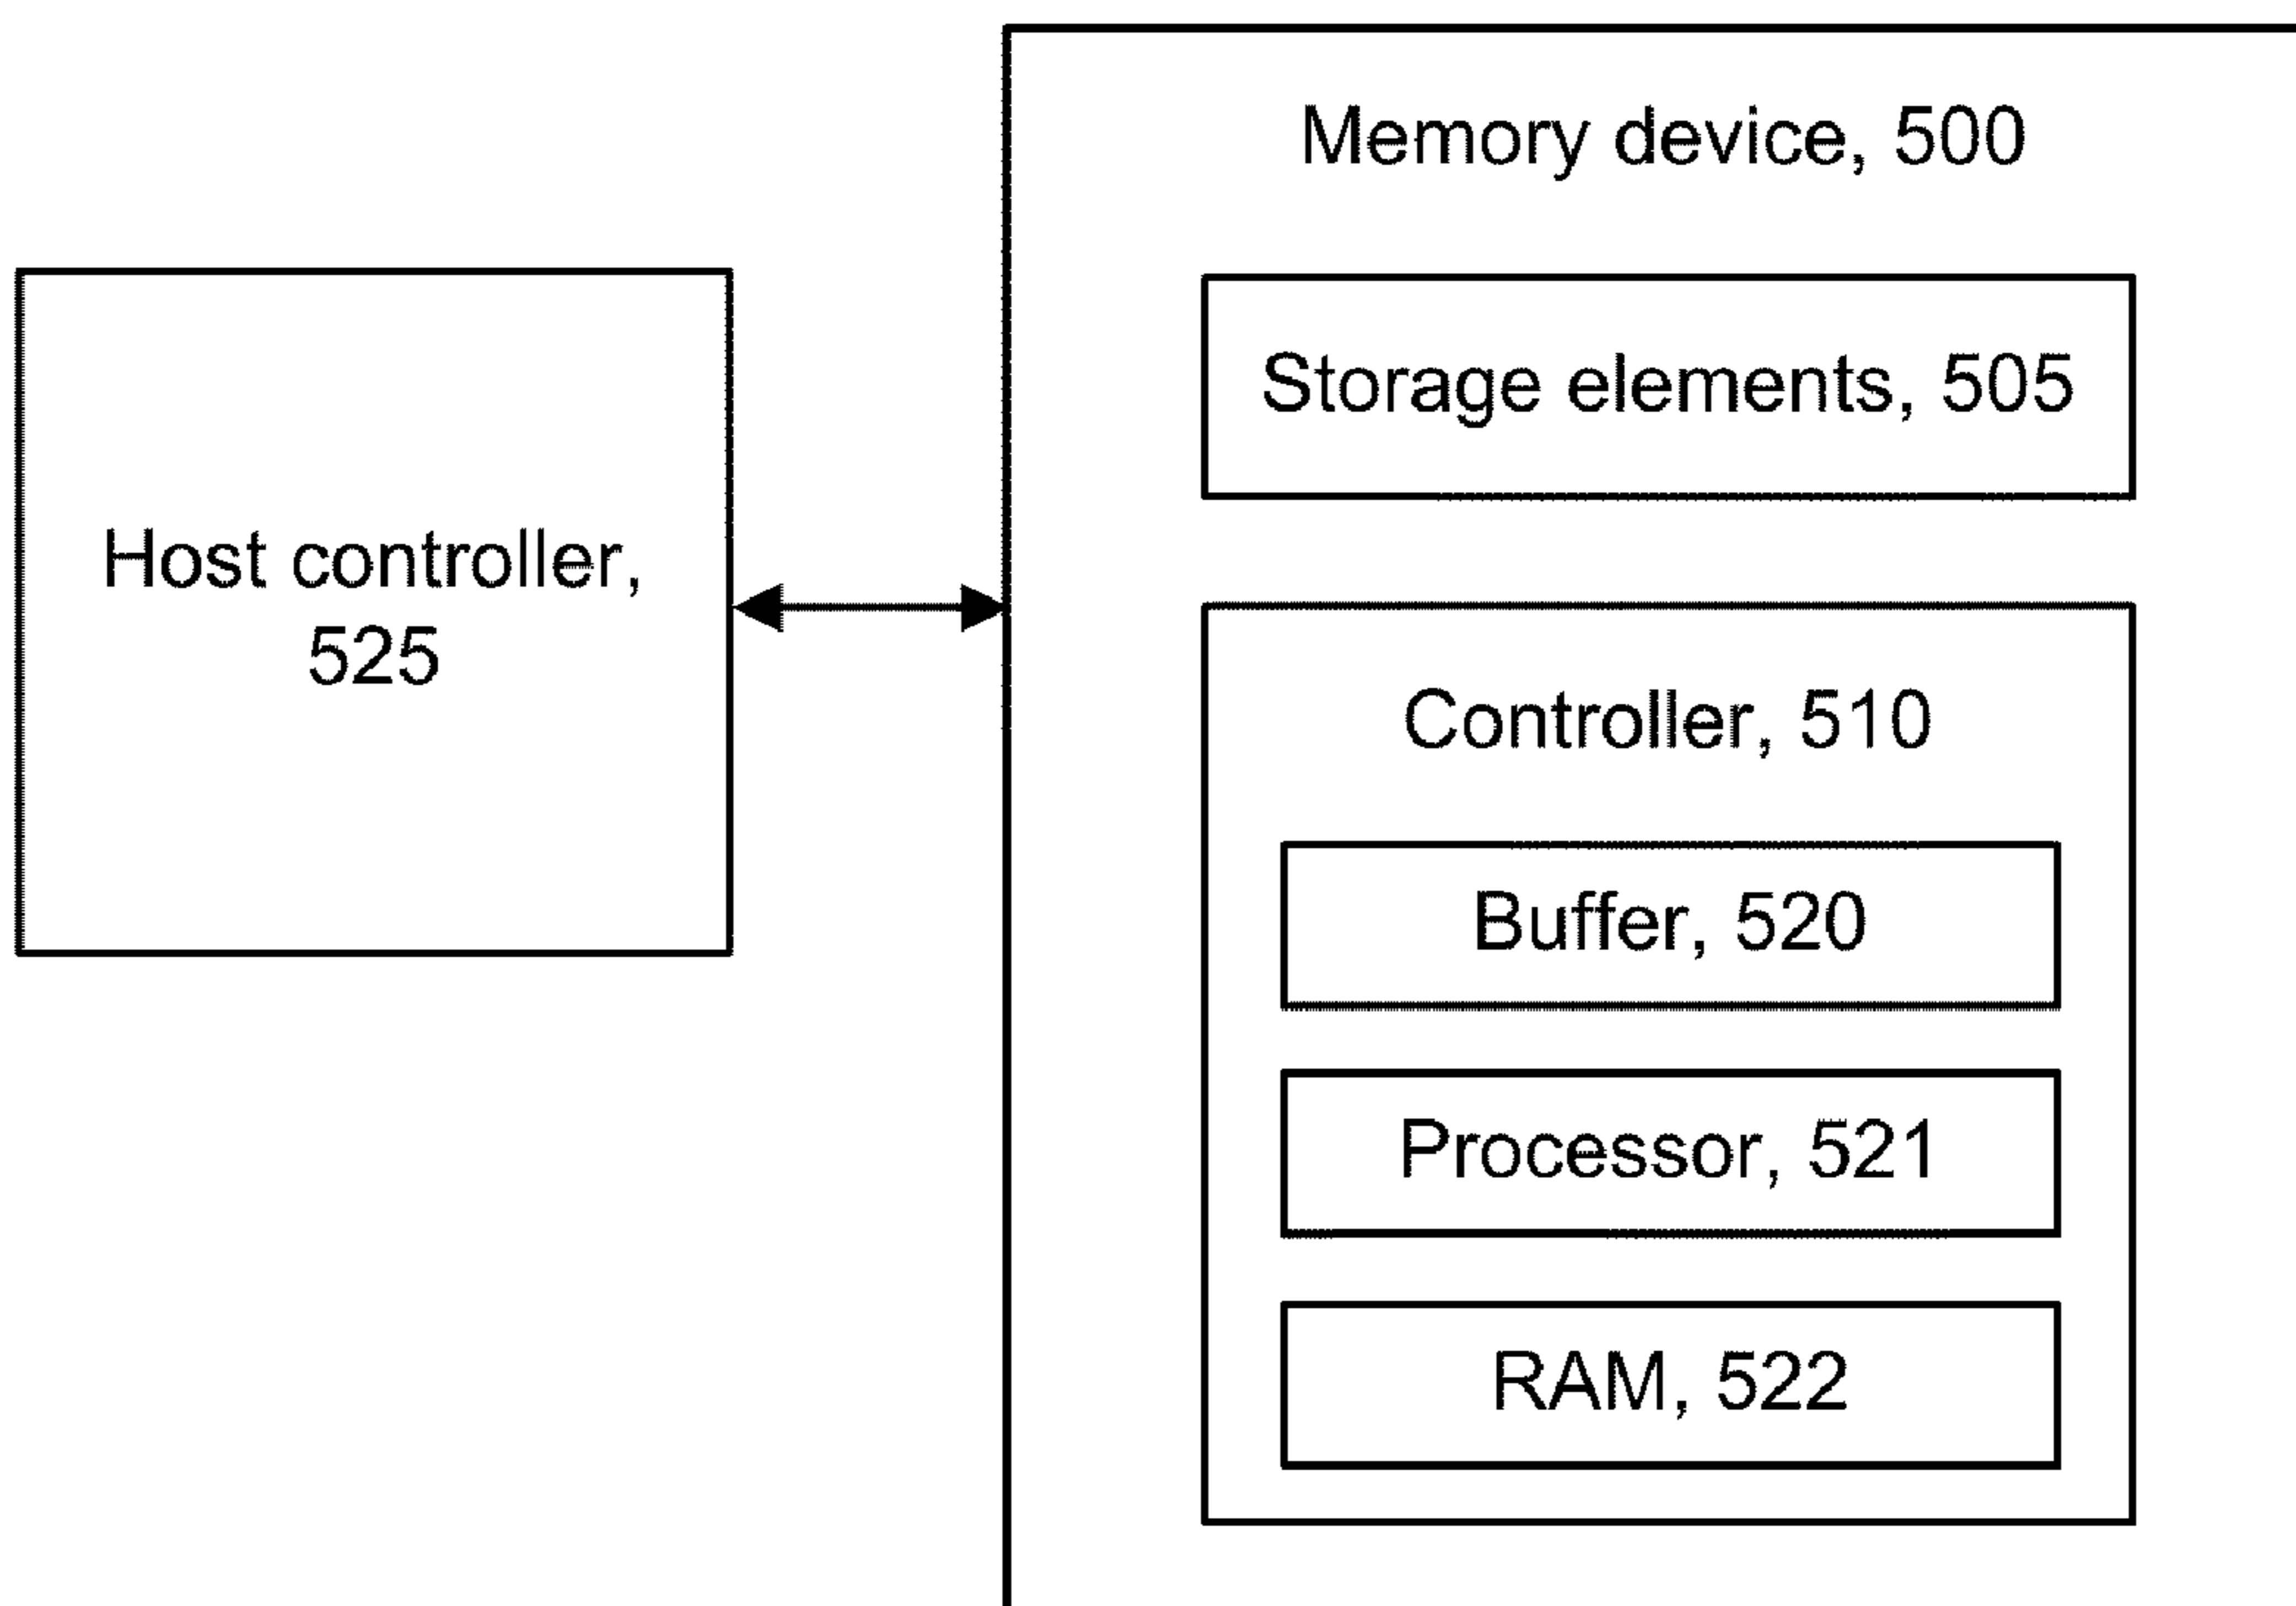 Memory device, 500
Storage elements, 505
Host controller,
525
Controller, 510
Buffer, 520
Processor, 521
RAM, 522